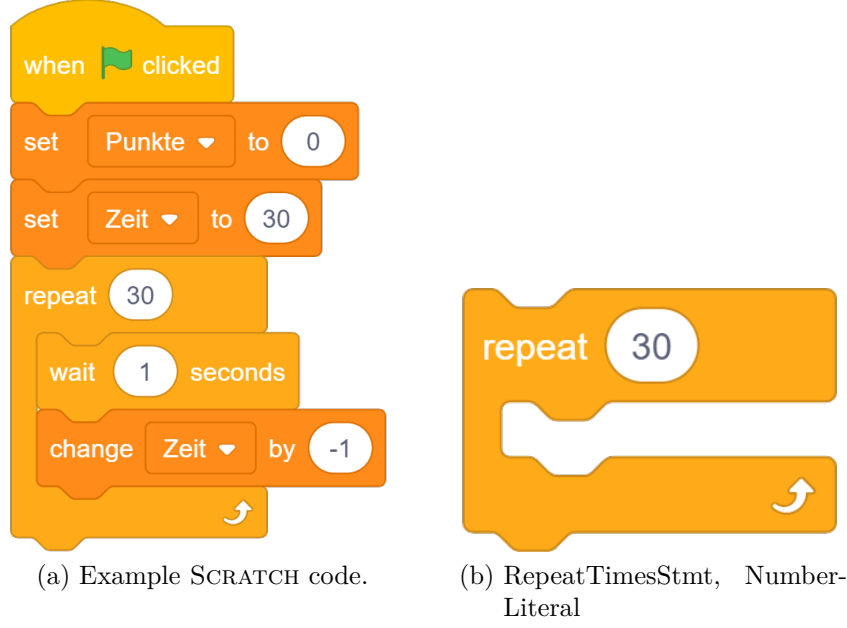 when clicked
set Punkte to 0
set Zeit to 30
repeat 30
wait 1 seconds
change Zeit by -1
(a) Example SCRATCH code.
repeat 30
(b) RepeatTimesStmt, Number-
Literal